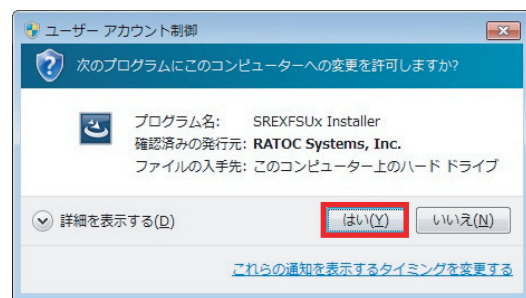 ユーザー アカウント制御
次のプログラムにこのコンピューターへの変更を許可しますか?
プログラム名: SREXFSUx Installer
確認済みの発行元: RATOC Systems, Inc.
ファイルの入手先: このコンピューター上のハード ドライブ
詳細を表示する(D) はい(Y) いいえ(N)
これらの通知を表示するタイミングを変更する